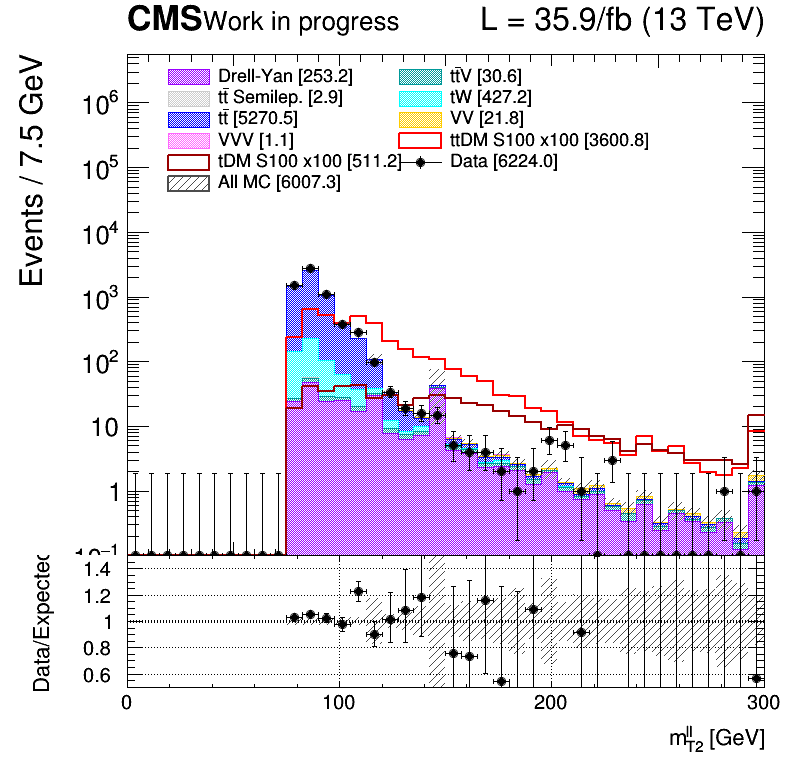 CMS Work in progress L = 35.9/fb (13 TeV)
Events / 7.5 GeV
Drell-Yan [253.2] tt̄V [30.6]
tt̄ Semilep. [2.9] tW [427.2]
tt̄ [5270.5] VV [21.8]
VVV [1.1] ttDM S100 x100 [3600.8]
tDM S100 x100 [511.2] Data [6224.0]
All MC [6007.3]
10⁶
10⁵
10⁴
10³
10²
10
1
10⁻¹
Data/Expected
1.4
1.2
1
0.8
0.6
0 100 200 300
m_{T2}^{ll} [GeV]